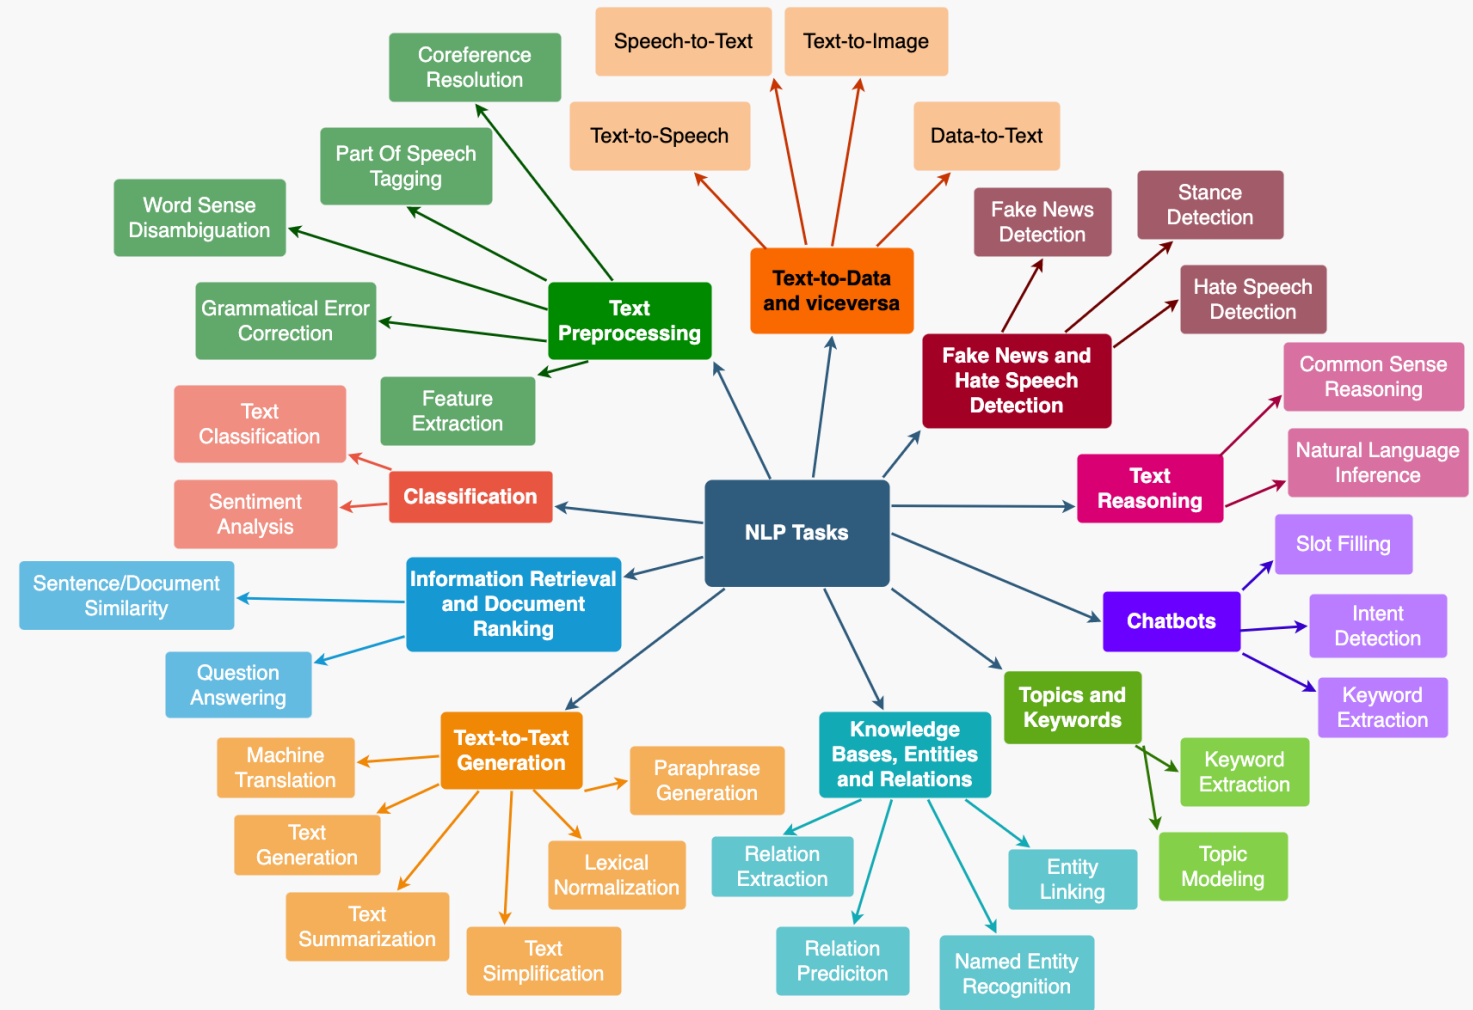 Speech-to-Text
Text-to-Image
Coreference
Resolution
Text-to-Speech
Data-to-Text
Part Of Speech
Tagging
Word Sense
Disambiguation
Fake News
Detection
Stance
Detection
Text-to-Data
and viceversa
Hate Speech
Detection
Grammatical Error
Correction
Text
Preprocessing
Fake News and
Hate Speech
Detection
Common Sense
Reasoning
Feature
Extraction
Text
Classification
Natural Language
Inference
Classification
Text
Reasoning
Sentiment
Analysis
NLP Tasks
Slot Filling
Sentence/Document
Similarity
Information Retrieval
and Document
Ranking
Chatbots
Intent
Detection
Question
Answering
Keyword
Extraction
Topics and
Keywords
Text-to-Text
Generation
Knowledge
Bases, Entities
and Relations
Machine
Translation
Paraphrase
Generation
Keyword
Extraction
Text
Generation
Lexical
Normalization
Relation
Extraction
Entity
Linking
Topic
Modeling
Text
Summarization
Text
Simplification
Relation
Prediciton
Named Entity
Recognition